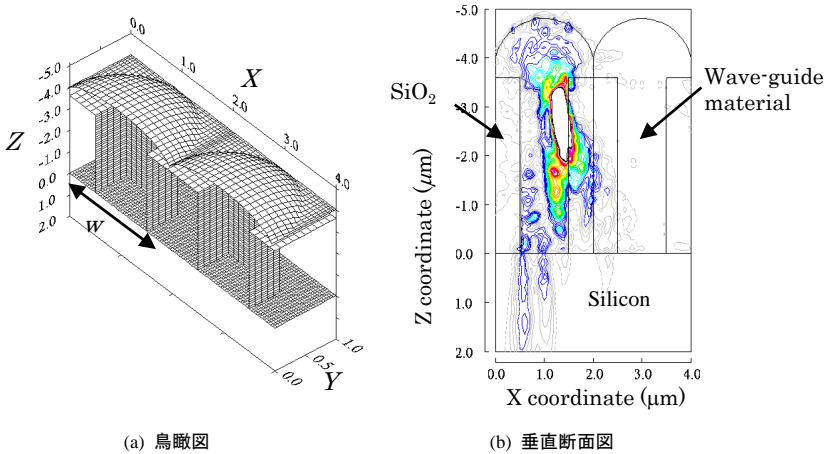 0.0
1.0
2.0
3.0
4.0
X
-5.0
-4.0
-3.0
-2.0
-1.0
0.0
1.0
2.0
Z
w
0.0
0.5
1.0
Y
(a) 鳥瞰図
-5.0
-4.0
-3.0
-2.0
-1.0
0.0
1.0
2.0
Z coordinate (μm)
SiO2
Wave-guide
material
Silicon
0.0 1.0 2.0 3.0 4.0
X coordinate (μm)
(b) 垂直断面図